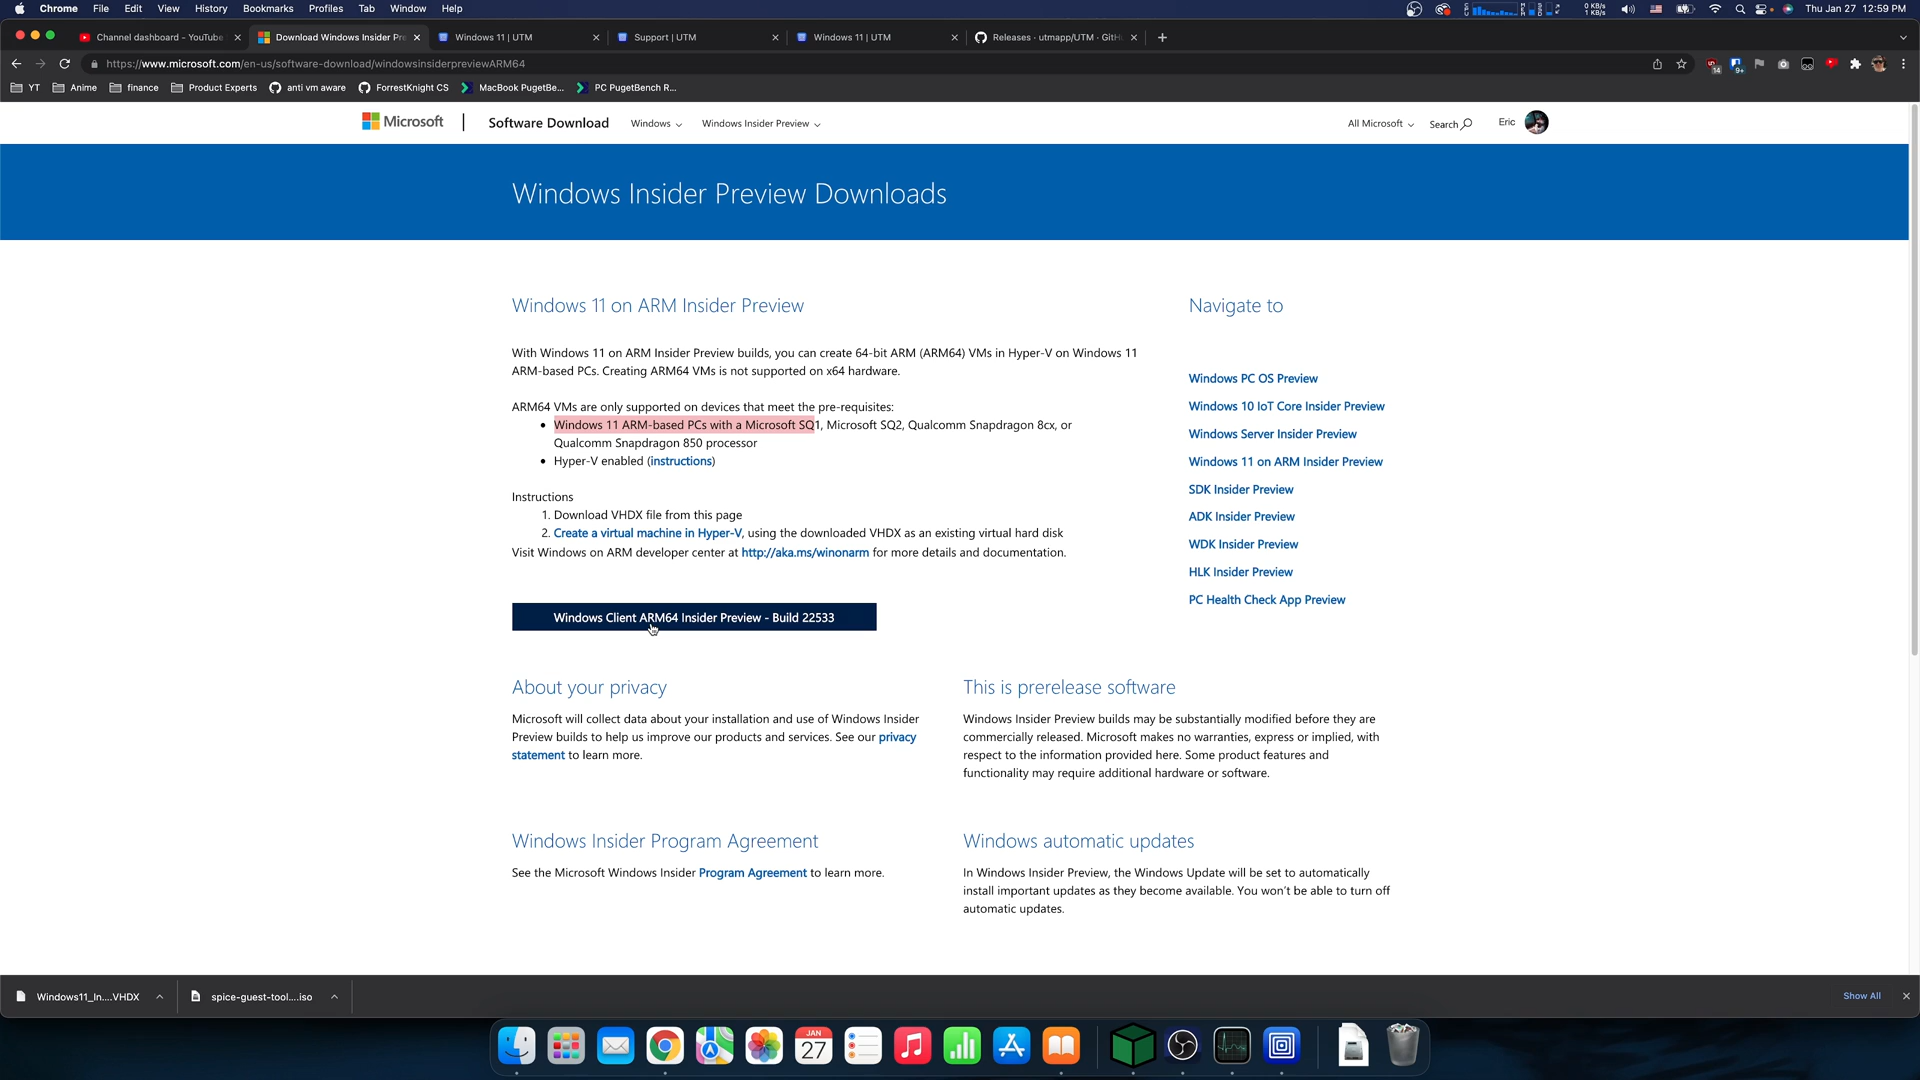 Chrome File Edit View History Bookmarks Profiles Tab Window Help
0 KB/s
1 KB/s
Thu Jan 27 12:59 PM
Channel dashboard - YouTube
Download Windows Insider Pre
Windows 11 | UTM
Support | UTM
Windows 11 | UTM
Releases · utmapp/UTM · GitH
https://www.microsoft.com/en-us/software-download/windowsinsiderpreviewARM64
14
9+
YT Anime finance Product Experts anti vm aware ForrestKnight CS MacBook PugetBe... PC PugetBench R...
Microsoft Software Download Windows Windows Insider Preview All Microsoft Search Eric
Windows Insider Preview Downloads
Windows 11 on ARM Insider Preview
With Windows 11 on ARM Insider Preview builds, you can create 64-bit ARM (ARM64) VMs in Hyper-V on Windows 11
ARM-based PCs. Creating ARM64 VMs is not supported on x64 hardware.
ARM64 VMs are only supported on devices that meet the pre-requisites:
• Windows 11 ARM-based PCs with a Microsoft SQ1, Microsoft SQ2, Qualcomm Snapdragon 8cx, or
Qualcomm Snapdragon 850 processor
• Hyper-V enabled (instructions)
Instructions
1. Download VHDX file from this page
2. Create a virtual machine in Hyper-V, using the downloaded VHDX as an existing virtual hard disk
Visit Windows on ARM developer center at http://aka.ms/winonarm for more details and documentation.
Windows Client ARM64 Insider Preview - Build 22533
Navigate to
Windows PC OS Preview
Windows 10 IoT Core Insider Preview
Windows Server Insider Preview
Windows 11 on ARM Insider Preview
SDK Insider Preview
ADK Insider Preview
WDK Insider Preview
HLK Insider Preview
PC Health Check App Preview
About your privacy
Microsoft will collect data about your installation and use of Windows Insider
Preview builds to help us improve our products and services. See our privacy
statement to learn more.
This is prerelease software
Windows Insider Preview builds may be substantially modified before they are
commercially released. Microsoft makes no warranties, express or implied, with
respect to the information provided here. Some product features and
functionality may require additional hardware or software.
Windows Insider Program Agreement
See the Microsoft Windows Insider Program Agreement to learn more.
Windows automatic updates
In Windows Insider Preview, the Windows Update will be set to automatically
install important updates as they become available. You won't be able to turn off
automatic updates.
Windows11_In....VHDX
spice-guest-tool....iso
Show All
JAN
27